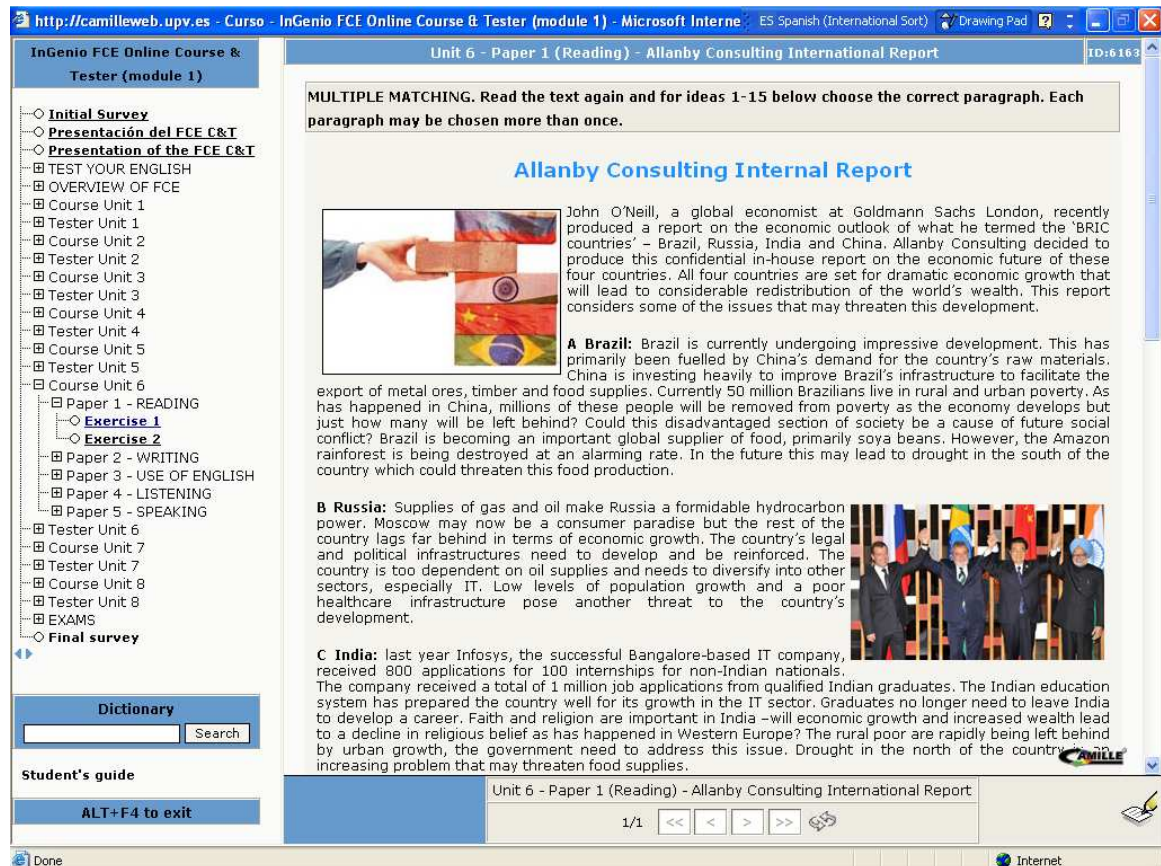 http://camilleweb.upv.es - Curso - InGenio FCE Online Course & Tester (module 1) - Microsoft Interne
ES Spanish (International Sort)
Drawing Pad
InGenio FCE Online Course &
Tester (module 1)
Unit 6 - Paper 1 (Reading) - Allanby Consulting International Report
ID:6163
Initial Survey
Presentación del FCE C&T
Presentation of the FCE C&T
TEST YOUR ENGLISH
OVERVIEW OF FCE
Course Unit 1
Tester Unit 1
Course Unit 2
Tester Unit 2
Course Unit 3
Tester Unit 3
Course Unit 4
Tester Unit 4
Course Unit 5
Tester Unit 5
Course Unit 6
Paper 1 - READING
Exercise 1
Exercise 2
Paper 2 - WRITING
Paper 3 - USE OF ENGLISH
Paper 4 - LISTENING
Paper 5 - SPEAKING
Tester Unit 6
Course Unit 7
Tester Unit 7
Course Unit 8
Tester Unit 8
EXAMS
Final survey
Dictionary
Search
Student's guide
ALT+F4 to exit
MULTIPLE MATCHING. Read the text again and for ideas 1-15 below choose the correct paragraph. Each
paragraph may be chosen more than once.
Allanby Consulting Internal Report
John O'Neill, a global economist at Goldmann Sachs London, recently
produced a report on the economic outlook of what he termed the 'BRIC
countries' – Brazil, Russia, India and China. Allanby Consulting decided to
produce this confidential in-house report on the economic future of these
four countries. All four countries are set for dramatic economic growth that
will lead to considerable redistribution of the world's wealth. This report
considers some of the issues that may threaten this development.
A Brazil: Brazil is currently undergoing impressive development. This has
primarily been fuelled by China's demand for the country's raw materials.
China is investing heavily to improve Brazil's infrastructure to facilitate the
export of metal ores, timber and food supplies. Currently 50 million Brazilians live in rural and urban poverty. As
has happened in China, millions of these people will be removed from poverty as the economy develops but
just how many will be left behind? Could this disadvantaged section of society be a cause of future social
conflict? Brazil is becoming an important global supplier of food, primarily soya beans. However, the Amazon
rainforest is being destroyed at an alarming rate. In the future this may lead to drought in the south of the
country which could threaten this food production.
B Russia: Supplies of gas and oil make Russia a formidable hydrocarbon
power. Moscow may now be a consumer paradise but the rest of the
country lags far behind in terms of economic growth. The country's legal
and political infrastructures need to develop and be reinforced. The
country is too dependent on oil supplies and needs to diversify into other
sectors, especially IT. Low levels of population growth and a poor
healthcare infrastructure pose another threat to the country's
development.
C India: last year Infosys, the successful Bangalore-based IT company,
received 800 applications for 100 internships for non-Indian nationals.
The company received a total of 1 million job applications from qualified Indian graduates. The Indian education
system has prepared the country well for its growth in the IT sector. Graduates no longer need to leave India
to develop a career. Faith and religion are important in India –will economic growth and increased wealth lead
to a decline in religious belief as has happened in Western Europe? The rural poor are rapidly being left behind
by urban growth, the government need to address this issue. Drought in the north of the country
increasing problem that may threaten food supplies.
CAMILLE
Unit 6 - Paper 1 (Reading) - Allanby Consulting International Report
1/1 << < > >>
Done
Internet